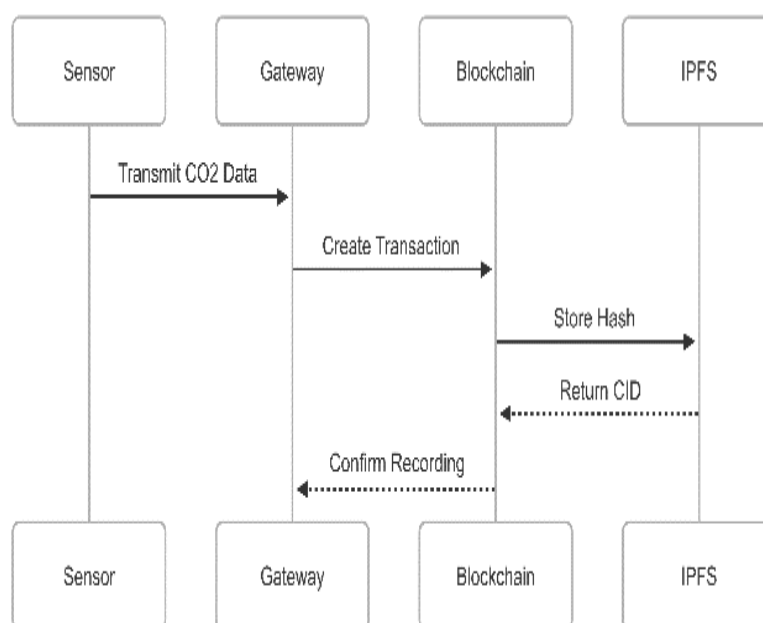 Sensor
Gateway
Blockchain
IPFS
Transmit CO2 Data
Create Transaction
Store Hash
Return CID
Confirm Recording
Sensor
Gateway
Blockchain
IPFS